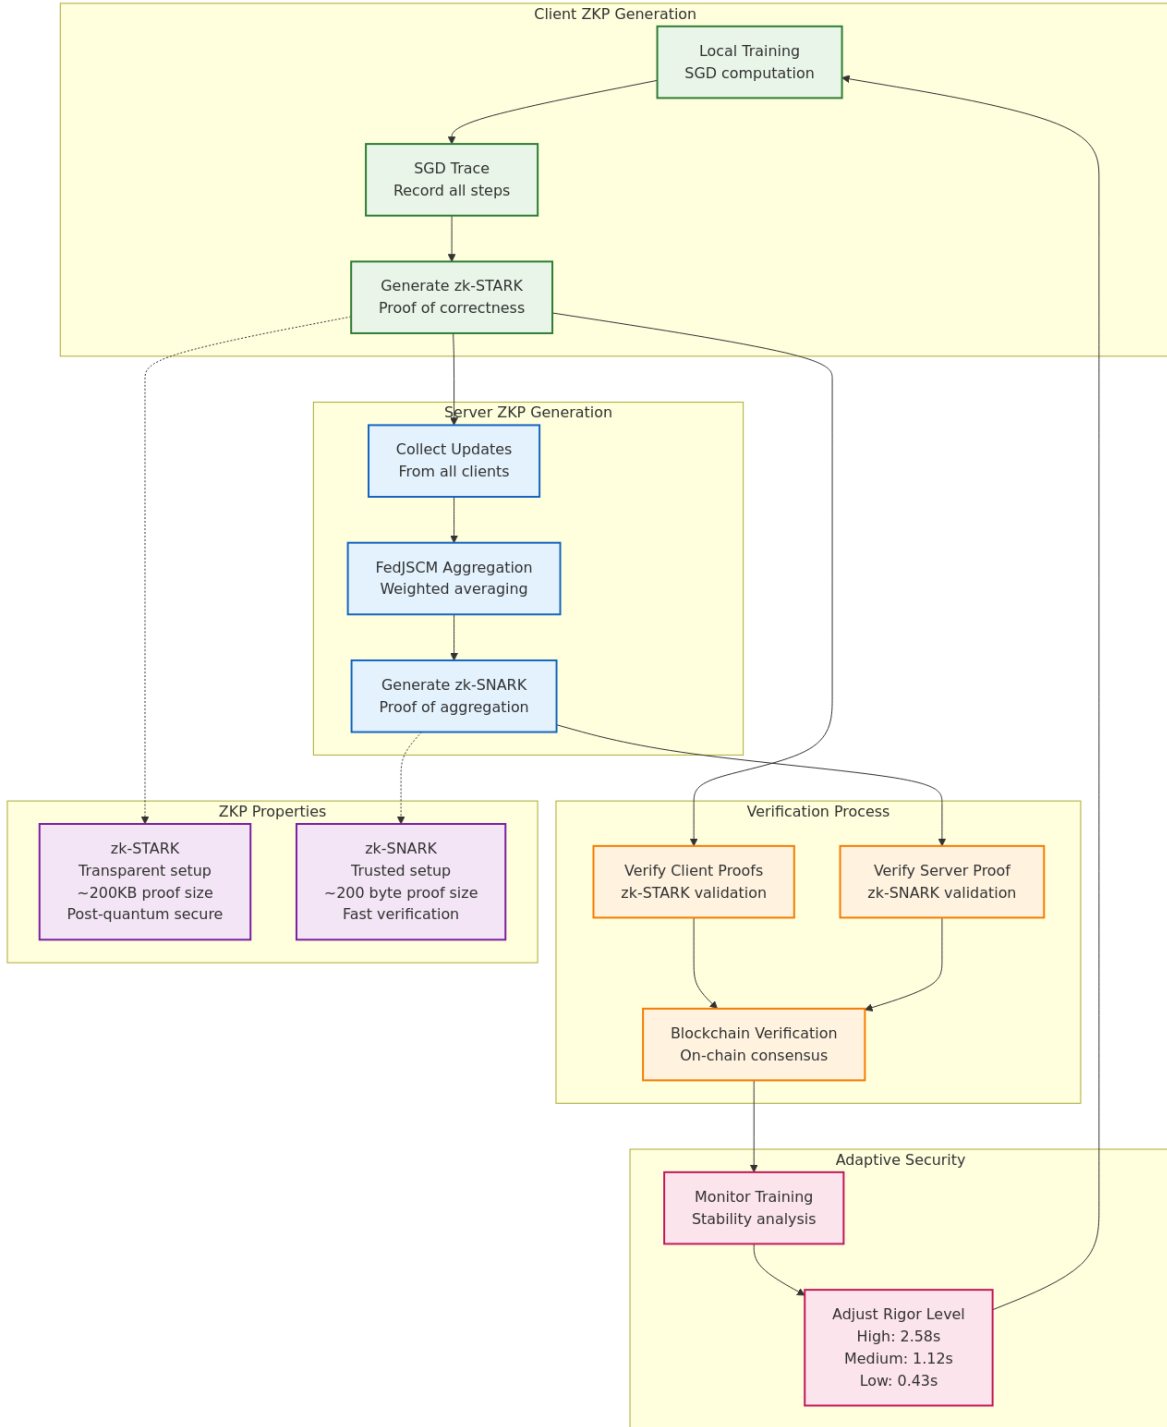 Client ZKP Generation
Local Training
SGD computation
SGD Trace
Record all steps
Generate zk-STARK
Proof of correctness
Server ZKP Generation
Collect Updates
From all clients
FedJSCM Aggregation
Weighted averaging
Generate zk-SNARK
Proof of aggregation
ZKP Properties
zk-STARK
Transparent setup
~200KB proof size
Post-quantum secure
zk-SNARK
Trusted setup
~200 byte proof size
Fast verification
Verification Process
Verify Client Proofs
zk-STARK validation
Verify Server Proof
zk-SNARK validation
Blockchain Verification
On-chain consensus
Adaptive Security
Monitor Training
Stability analysis
Adjust Rigor Level
High: 2.58s
Medium: 1.12s
Low: 0.43s